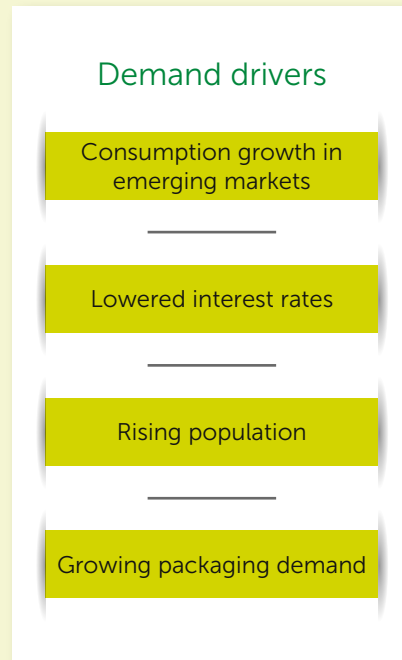 Demand drivers
Consumption growth in
emerging markets
Lowered interest rates
Rising population
Growing packaging demand